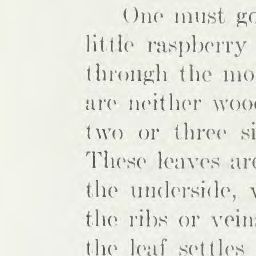 One must go
little raspberry
through the mo
are neither wood
two or three si
These leaves are
the underside, v
the ribs or vein
the leaf settles